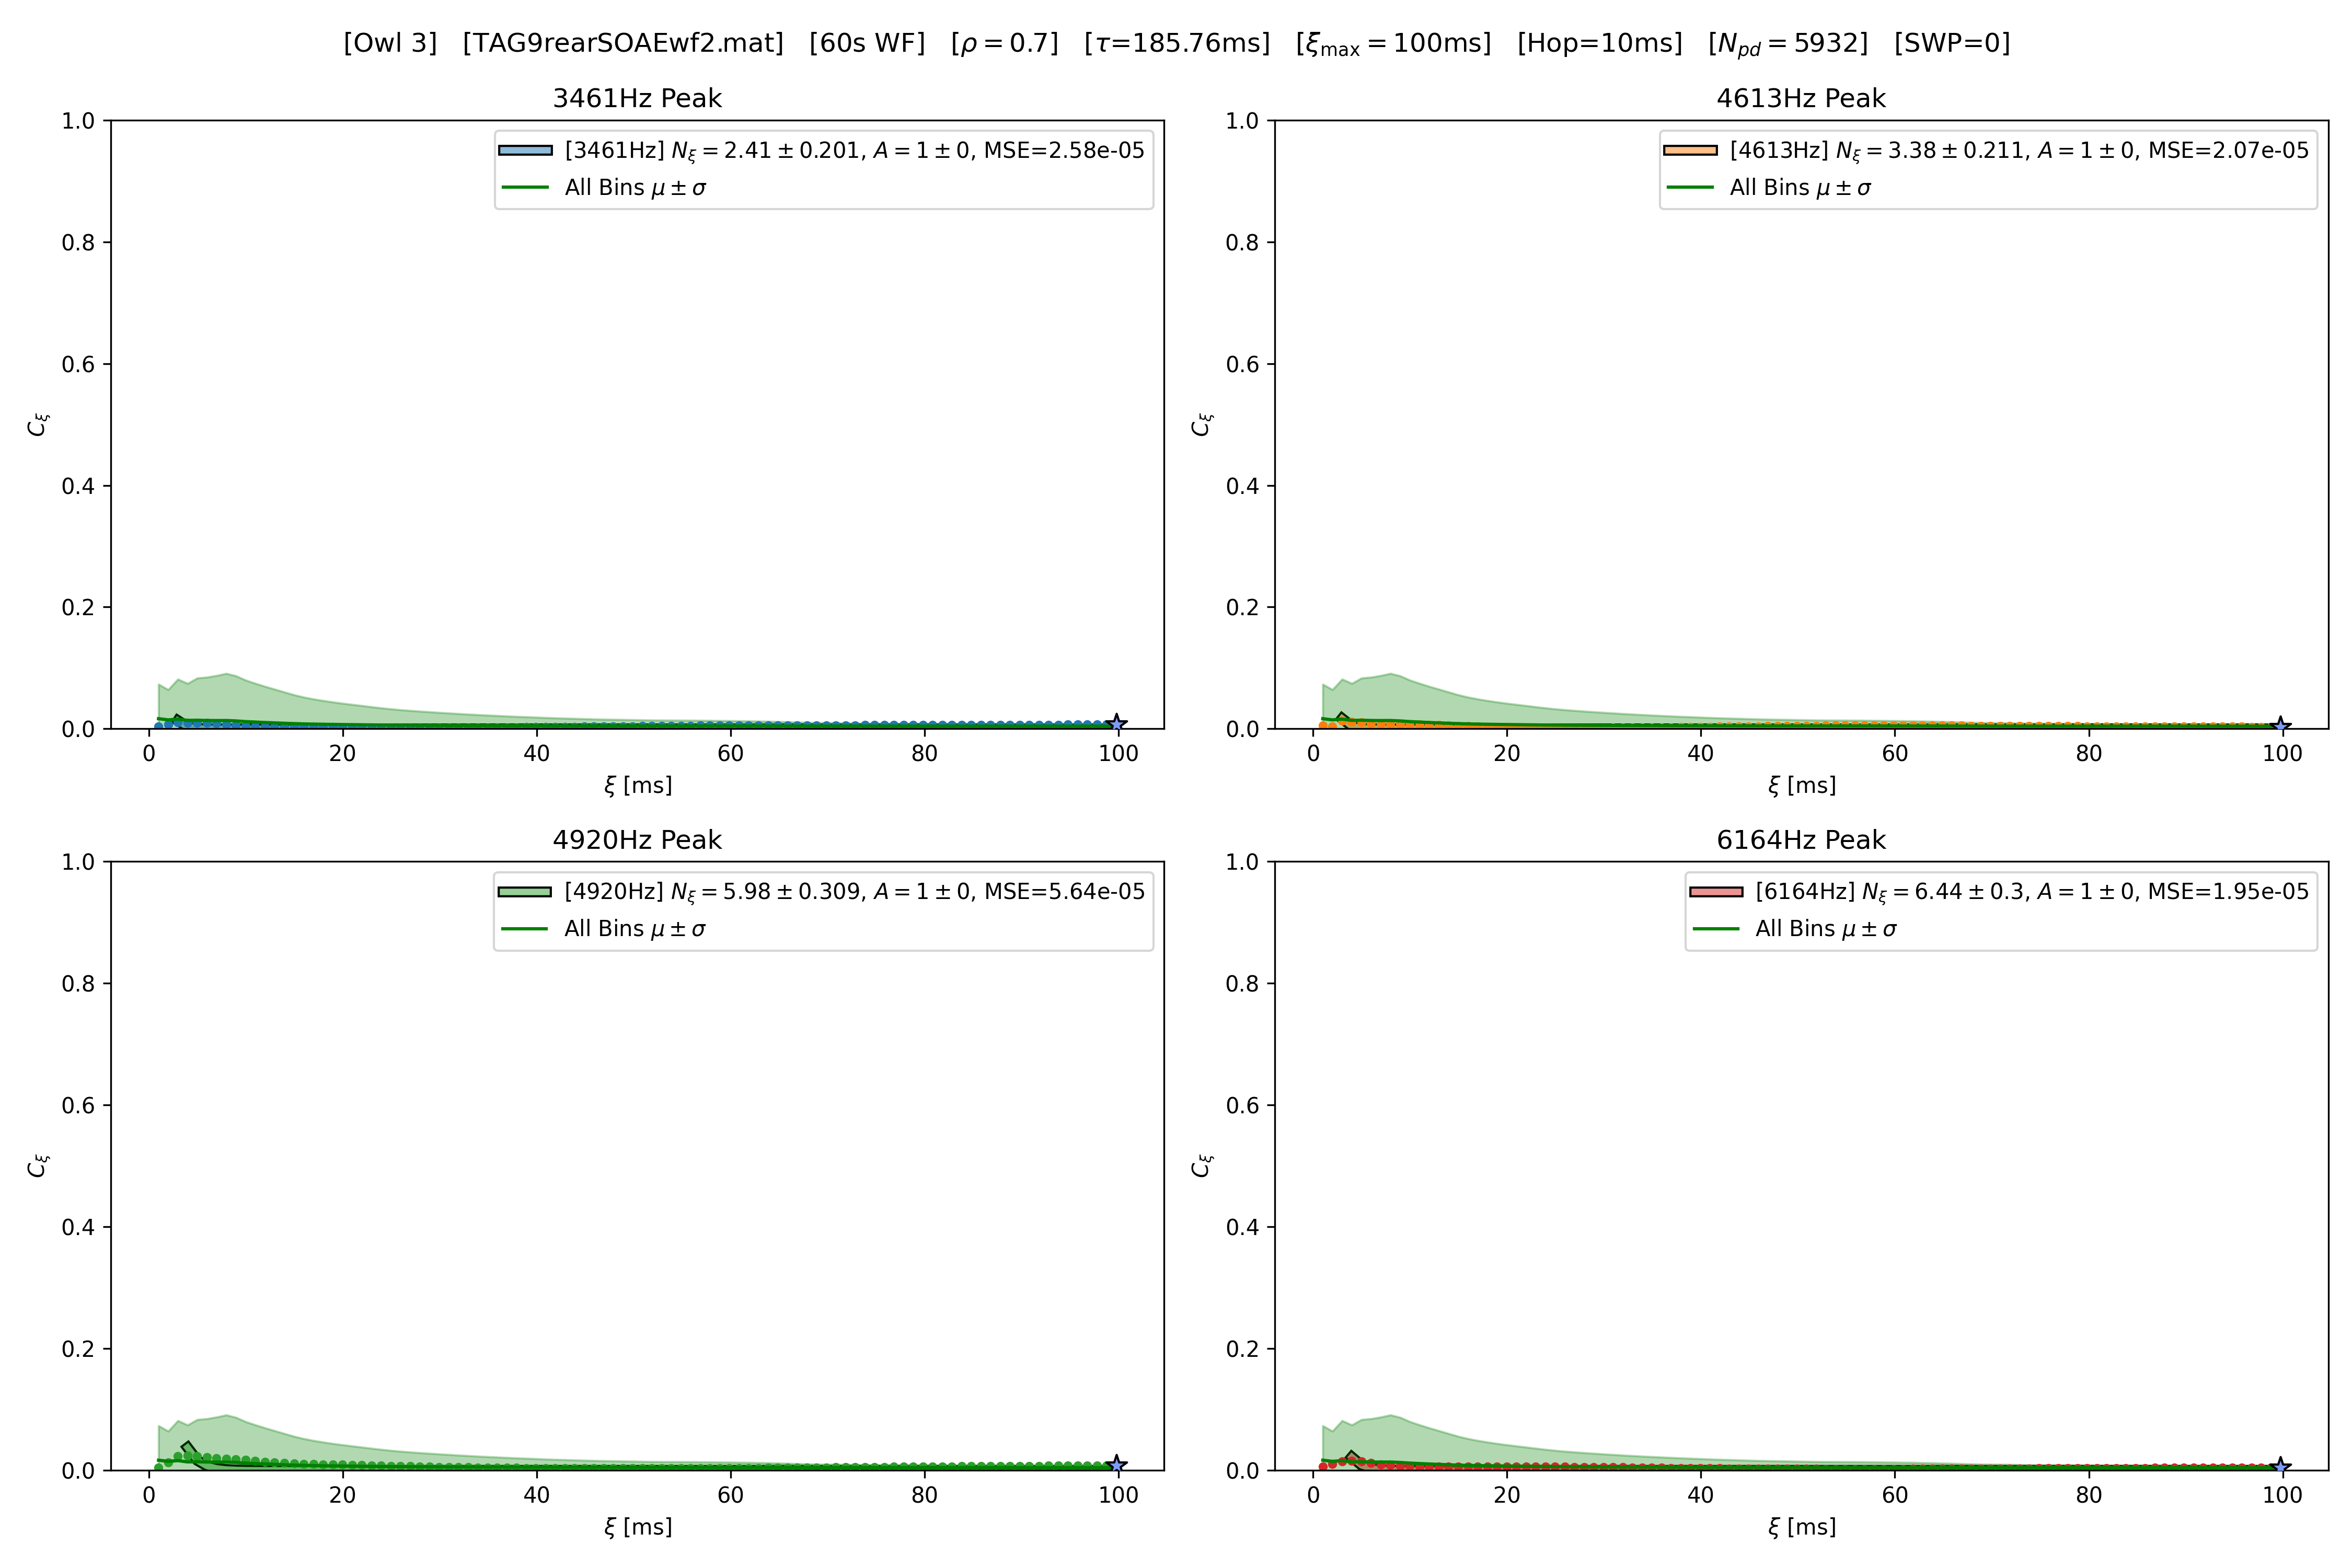 [Owl 3] [TAG9rearSOAEwf2.mat] [60s WF] [ρ = 0.7] [τ=185.76ms] [ξmax = 100ms] [Hop=10ms] [Npd = 5932] [SWP=0]
3461Hz Peak
1.0
0.8
0.6
0.4
0.2
0.0
Cξ
[3461Hz] Nξ = 2.41 ± 0.201, A = 1 ± 0, MSE=2.58e-05
All Bins μ ± σ
0 20 40 60 80 100
ξ [ms]
4613Hz Peak
1.0
0.8
0.6
0.4
0.2
0.0
Cξ
[4613Hz] Nξ = 3.38 ± 0.211, A = 1 ± 0, MSE=2.07e-05
All Bins μ ± σ
0 20 40 60 80 100
ξ [ms]
4920Hz Peak
1.0
0.8
0.6
0.4
0.2
0.0
Cξ
[4920Hz] Nξ = 5.98 ± 0.309, A = 1 ± 0, MSE=5.64e-05
All Bins μ ± σ
0 20 40 60 80 100
ξ [ms]
6164Hz Peak
1.0
0.8
0.6
0.4
0.2
0.0
Cξ
[6164Hz] Nξ = 6.44 ± 0.3, A = 1 ± 0, MSE=1.95e-05
All Bins μ ± σ
0 20 40 60 80 100
ξ [ms]